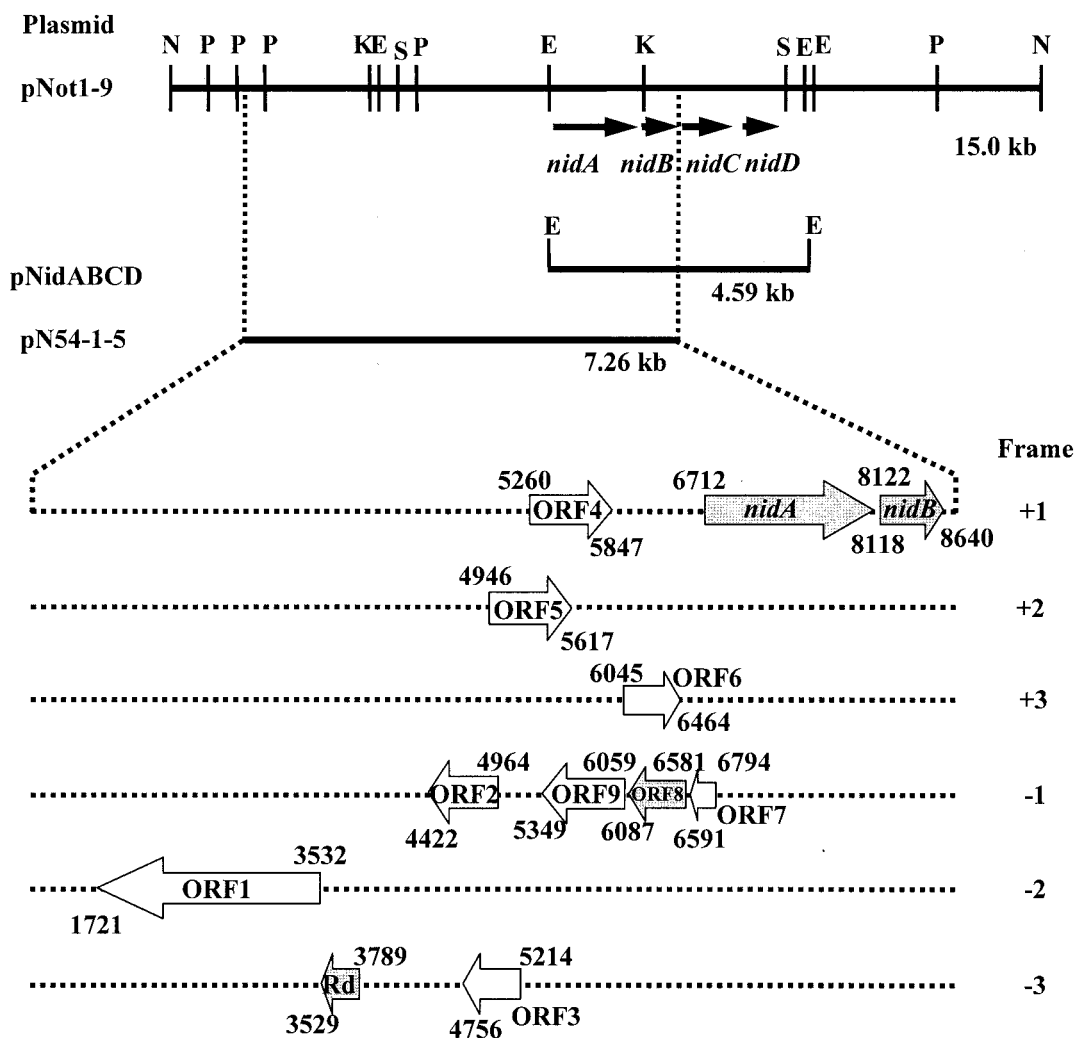 Plasmid
N P P P K E S P E K S E E P N
pNot1-9
nidA nidB nidC nidD
15.0 kb
E E
pNidABCD
4.59 kb
pN54-1-5
7.26 kb
Frame
5260 6712 8122
ORF4 nidA nidB +1
5847 8118 8640
4946
ORF5 +2
5617
6045 ORF6
+3
6464
4964 6059 6581 6794
ORF2 ORF9 ORF8 -1
4422 5349 6087 6591 ORF7
3532
ORF1 -2
1721
3789 5214
Rd -3
3529 4756 ORF3